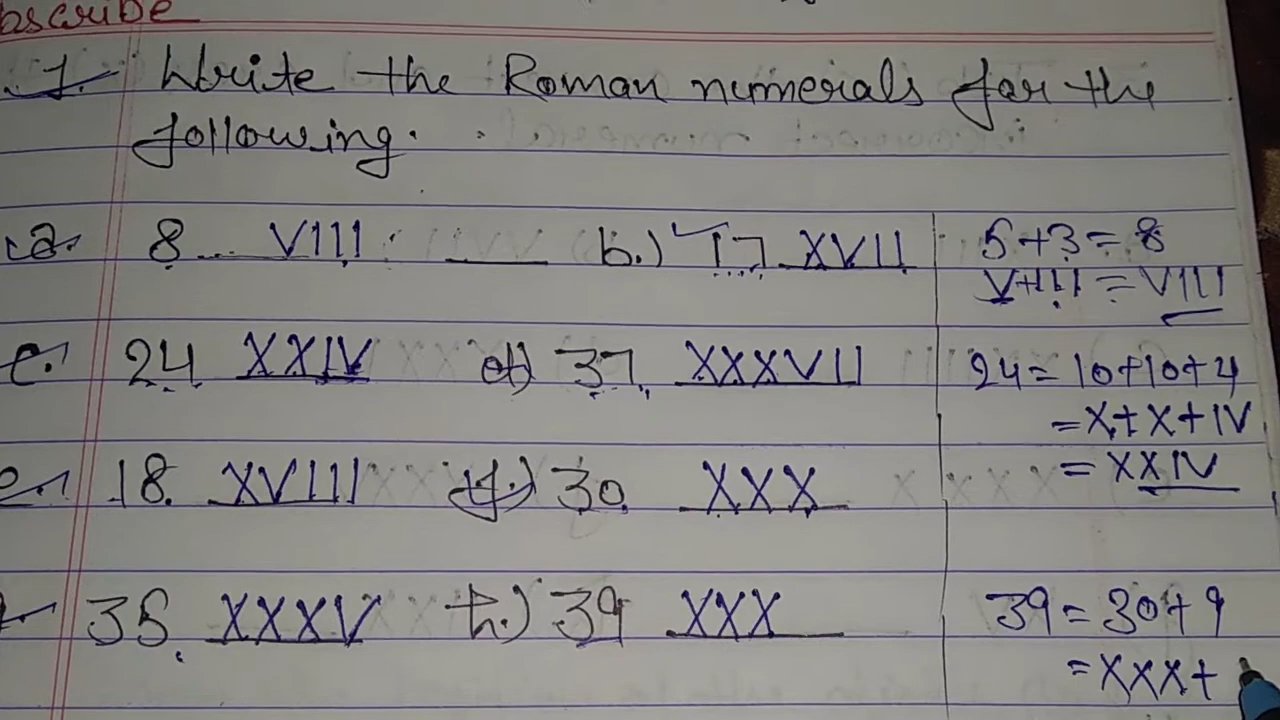 bscribe
1. Write the Roman numerals for the
following.
a. 8 VIII b.) 17 XVII 5+3=8
V+III=VIII
c. 24 XXIV d) 37 XXXVII 24=10+10+4
=X+X+IV
e. 18 XVIII f.) 30 XXX =XXIV
35 XXXV h.) 39 XXX 39=30+9
=XXX+